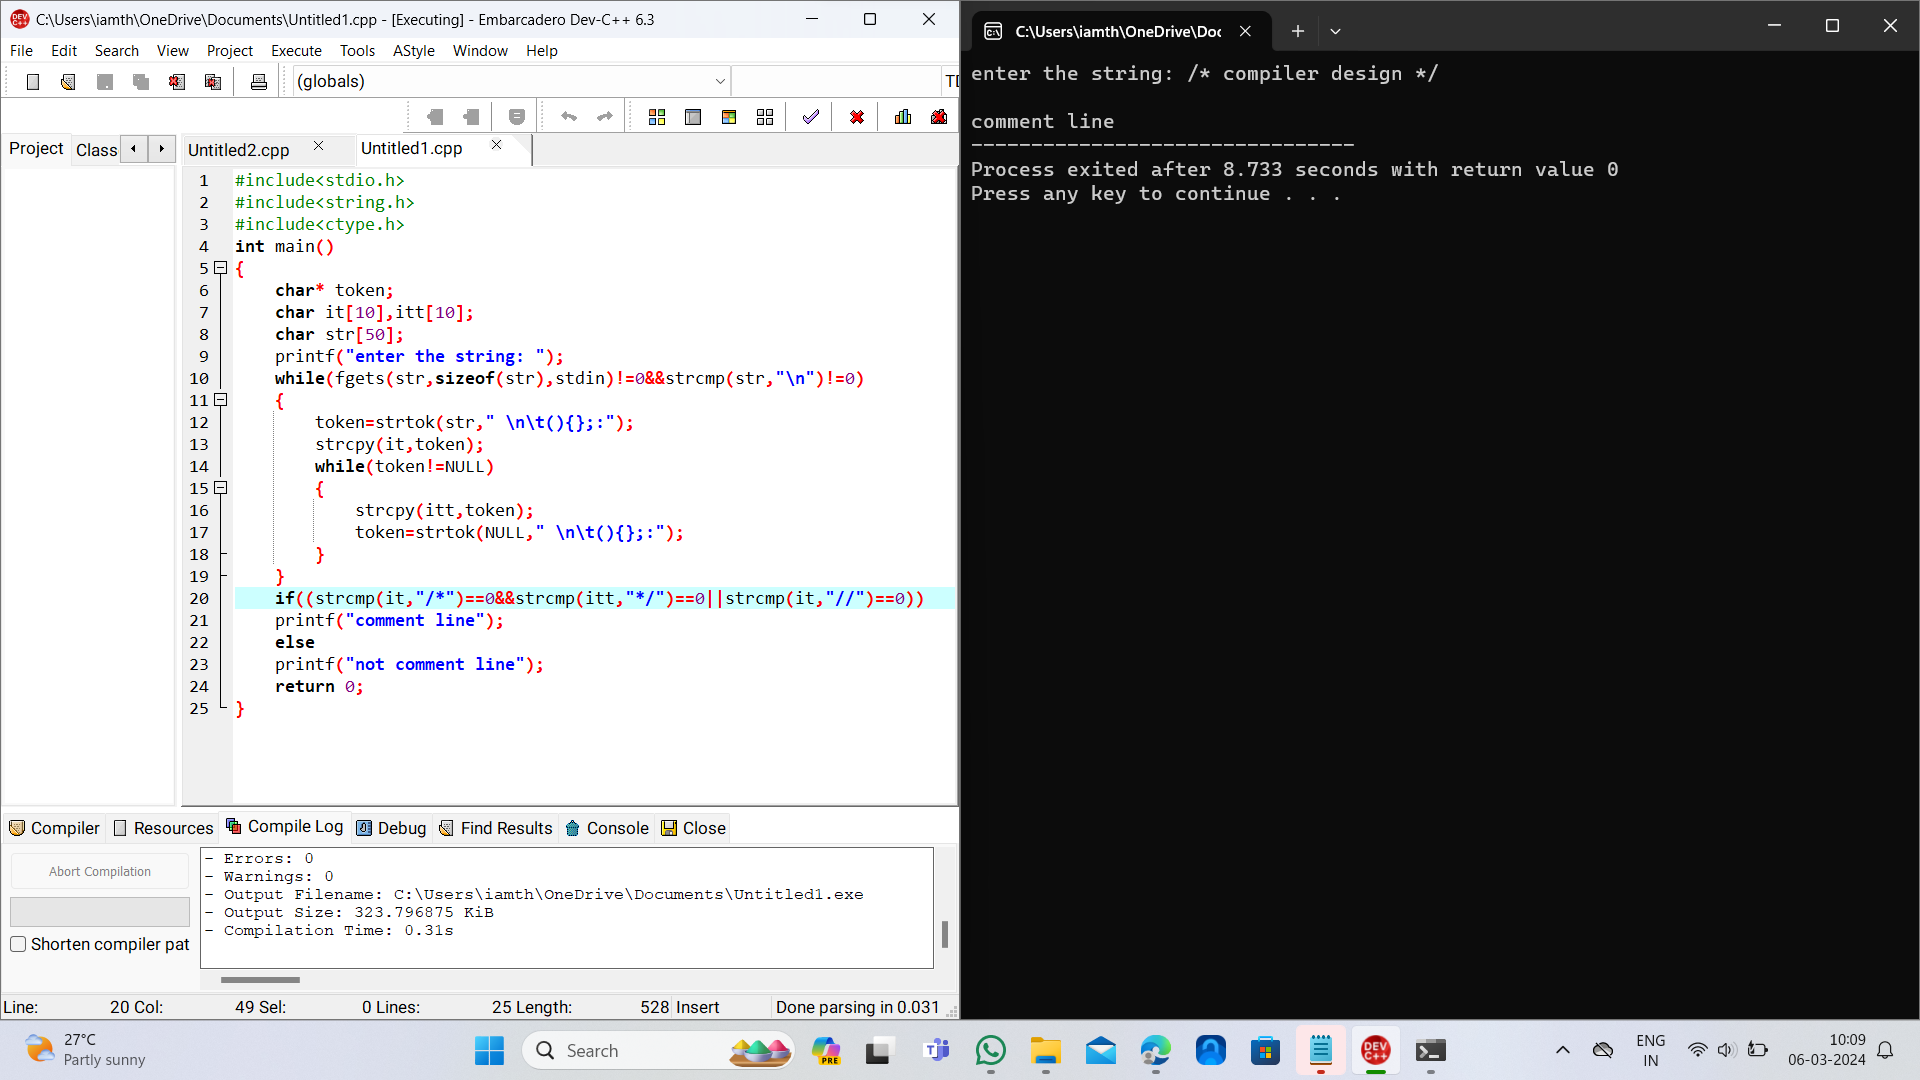 C:\Users\iamth\OneDrive\Documents\Untitled1.cpp - [Executing] - Embarcadero Dev-C++ 6.3
File Edit Search View Project Execute Tools AStyle Window Help
(globals)
Project Class
Untitled2.cpp
Untitled1.cpp
1 #include<stdio.h>
2 #include<string.h>
3 #include<ctype.h>
4 int main()
5 {
6 char* token;
7 char it[10],itt[10];
8 char str[50];
9 printf("enter the string: ");
10 while(fgets(str,sizeof(str),stdin)!=0&&strcmp(str,"\n")!=0)
11 {
12 token=strtok(str," \n\t(){};:");
13 strcpy(it,token);
14 while(token!=NULL)
15 {
16 strcpy(itt,token);
17 token=strtok(NULL," \n\t(){};:");
18 }
19 }
20 if((strcmp(it,"/*")==0&&strcmp(itt,"*/")==0||strcmp(it,"//")==0))
21 printf("comment line");
22 else
23 printf("not comment line");
24 return 0;
25 }
Compiler Resources Compile Log Debug Find Results Console Close
Abort Compilation
Shorten compiler pat
- Errors: 0
- Warnings: 0
- Output Filename: C:\Users\iamth\OneDrive\Documents\Untitled1.exe
- Output Size: 323.796875 KiB
- Compilation Time: 0.31s
Line: 20 Col: 49 Sel: 0 Lines: 25 Length: 528 Insert Done parsing in 0.031
C:\Users\iamth\OneDrive\Doc
enter the string: /* compiler design */
comment line
--------------------------------
Process exited after 8.733 seconds with return value 0
Press any key to continue . . .
27°C
Partly sunny
Search
PRE
DEV
C++
ENG
IN
10:09
06-03-2024